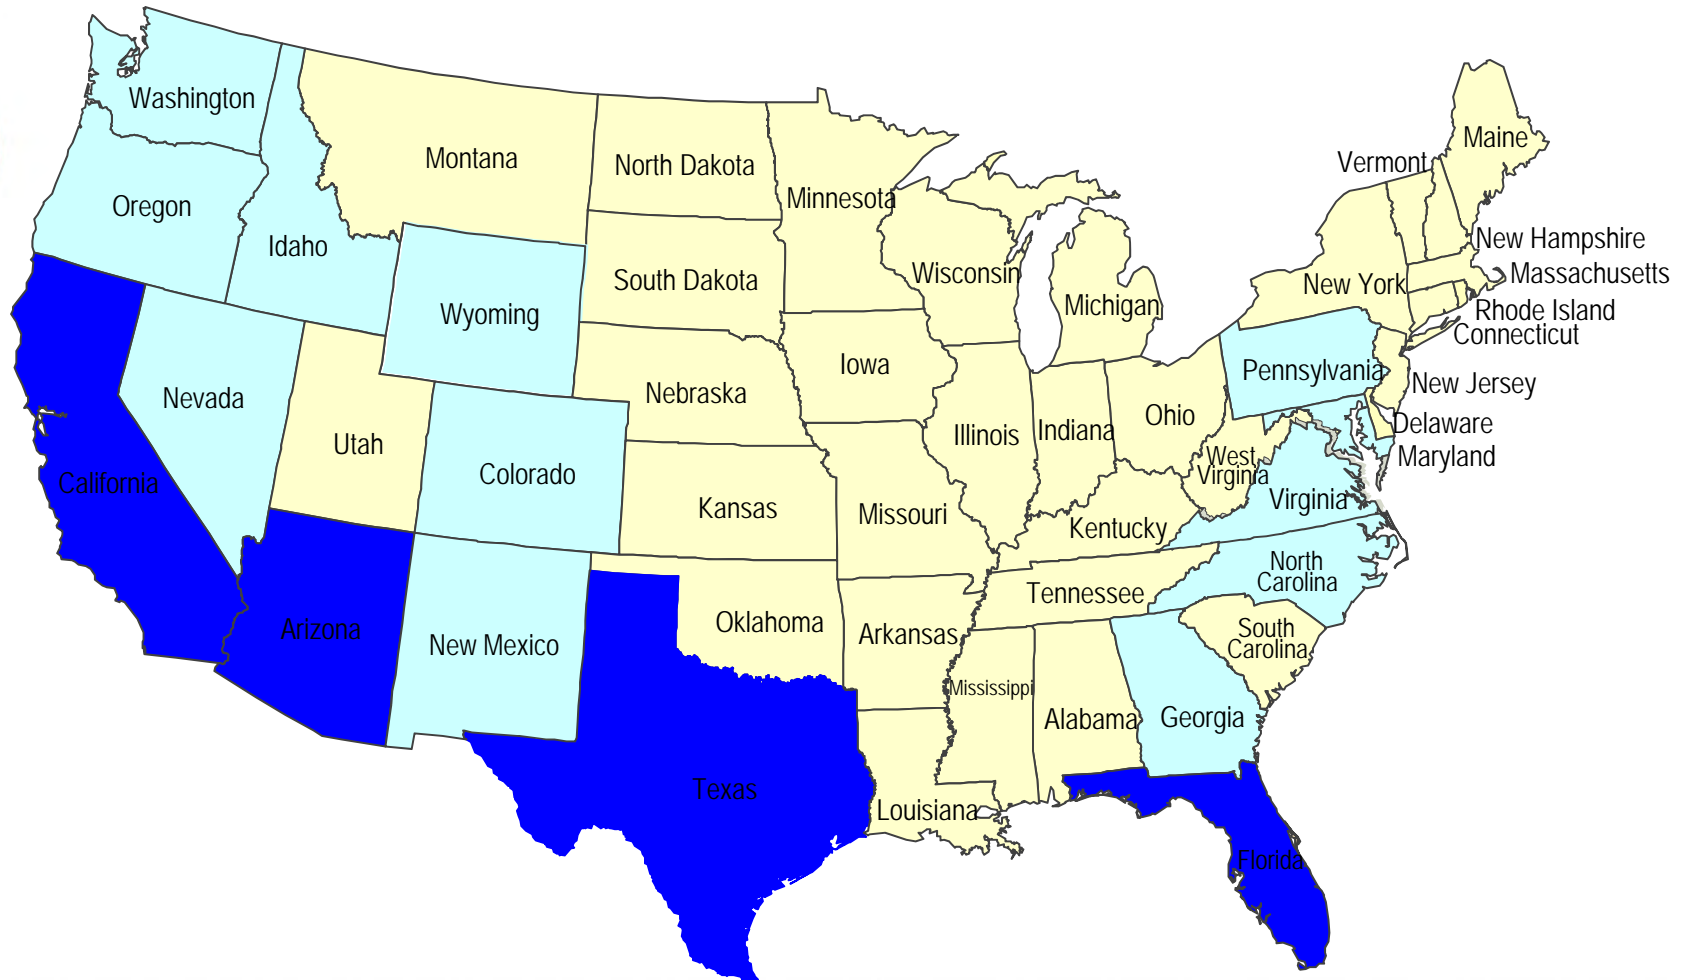 Washington
Montana
North Dakota
Minnesota
Vermont
Maine
Oregon
Idaho
Wyoming
South Dakota
Wisconsin
Michigan
New York
New Hampshire
Massachusetts
Rhode Island
Connecticut
Nevada
Utah
Colorado
Nebraska
Iowa
Illinois
Indiana
Ohio
Pennsylvania
New Jersey
Delaware
Maryland
California
Kansas
Missouri
Kentucky
West
Virginia
Virginia
Arizona
New Mexico
Oklahoma
Arkansas
Tennessee
North
Carolina
South
Carolina
Texas
Louisiana
Mississippi
Alabama
Georgia
Florida